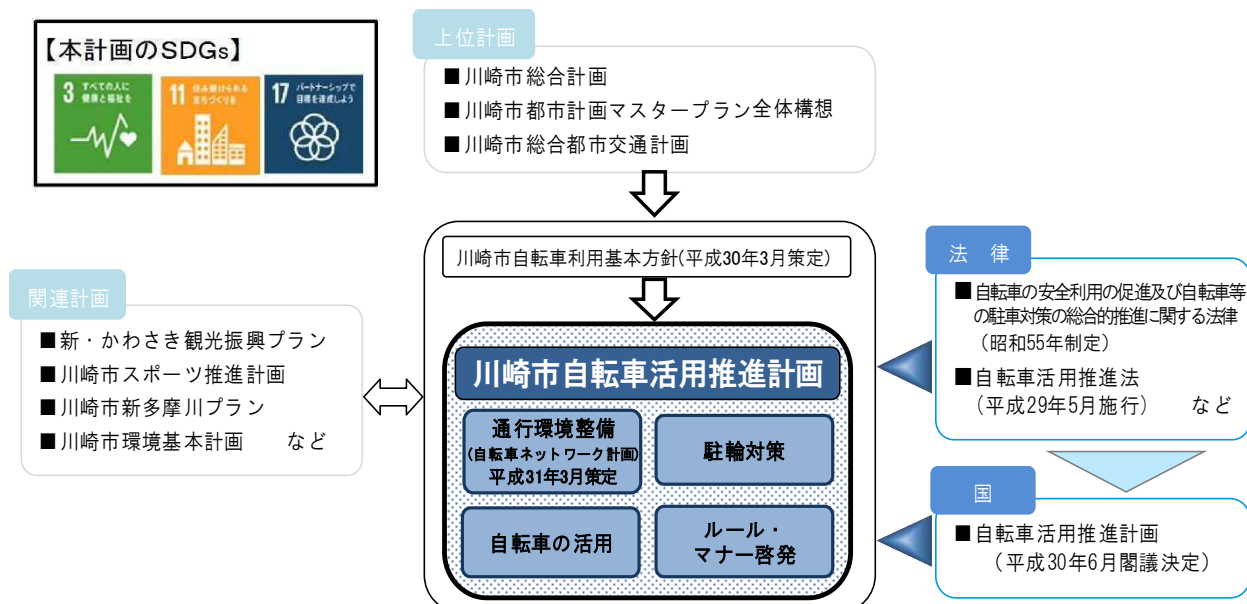 【本計画のSDGs】
3 すべての人に
健康と福祉を
11 住み続けられる
まちづくりを
17 パートナーシップで
目標を達成しよう
上位計画
■川崎市総合計画
■川崎市都市計画マスタープラン全体構想
■川崎市総合都市交通計画
川崎市自転車利用基本方針(平成30年3月策定)
関連計画
■新・かわさき観光振興プラン
■川崎市スポーツ推進計画
■川崎市新多摩川プラン
■川崎市環境基本計画 など
川崎市自転車活用推進計画
通行環境整備
(自転車ネットワーク計画)
平成31年3月策定
駐輪対策
自転車の活用
ルール・
マナー啓発
法 律
■自転車の安全利用の促進及び自転車等
の駐車対策の総合的推進に関する法律
(昭和55年制定)
■自転車活用推進法
(平成29年5月施行) など
国
■自転車活用推進計画
(平成30年6月閣議決定)